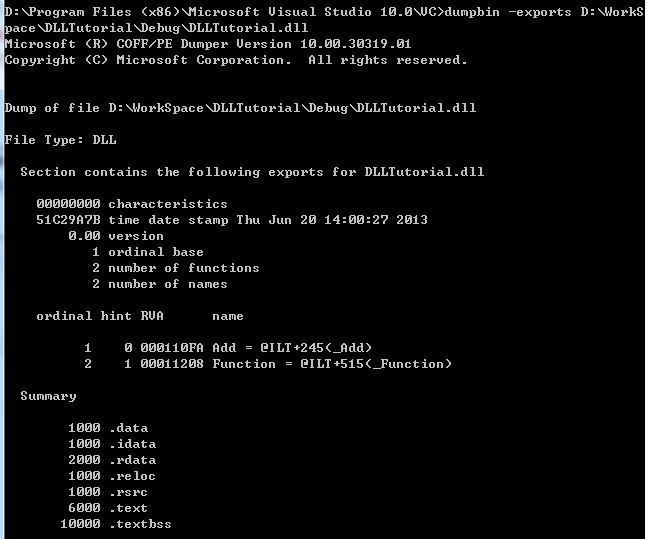 D:\Program Files (x86)\Microsoft Visual Studio 10.0\VC>dumpbin -exports D:\WorkS
pace\DLLTutorial\Debug\DLLTutorial.dll
Microsoft (R) COFF/PE Dumper Version 10.00.30319.01
Copyright (C) Microsoft Corporation.  All rights reserved.
Dump of file D:\WorkSpace\DLLTutorial\Debug\DLLTutorial.dll
File Type: DLL
Section contains the following exports for DLLTutorial.dll
00000000 characteristics
51C29A7B time date stamp Thu Jun 20 14:00:27 2013
0.00 version
1 ordinal base
2 number of functions
2 number of names
ordinal hint RVA      name
1    0 000110FA Add = @ILT+245(_Add)
2    1 00011208 Function = @ILT+515(_Function)
Summary
1000 .data
1000 .idata
2000 .rdata
1000 .reloc
1000 .rsrc
6000 .text
10000 .textbss